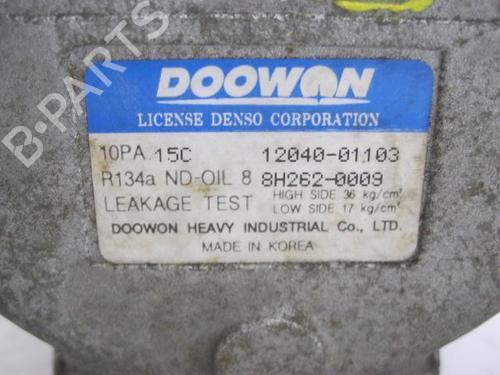 DOOWON
LICENSE DENSO CORPORATION
10PA 15C 12040-01103
R134a ND-OIL 8 8H262-0009
LEAKAGE TEST HIGH SIDE 36 kg/cm²
LOW SIDE 17 kg/cm²
DOOWON HEAVY INDUSTRIAL Co., LTD.
MADE IN KOREA
B-PARTS